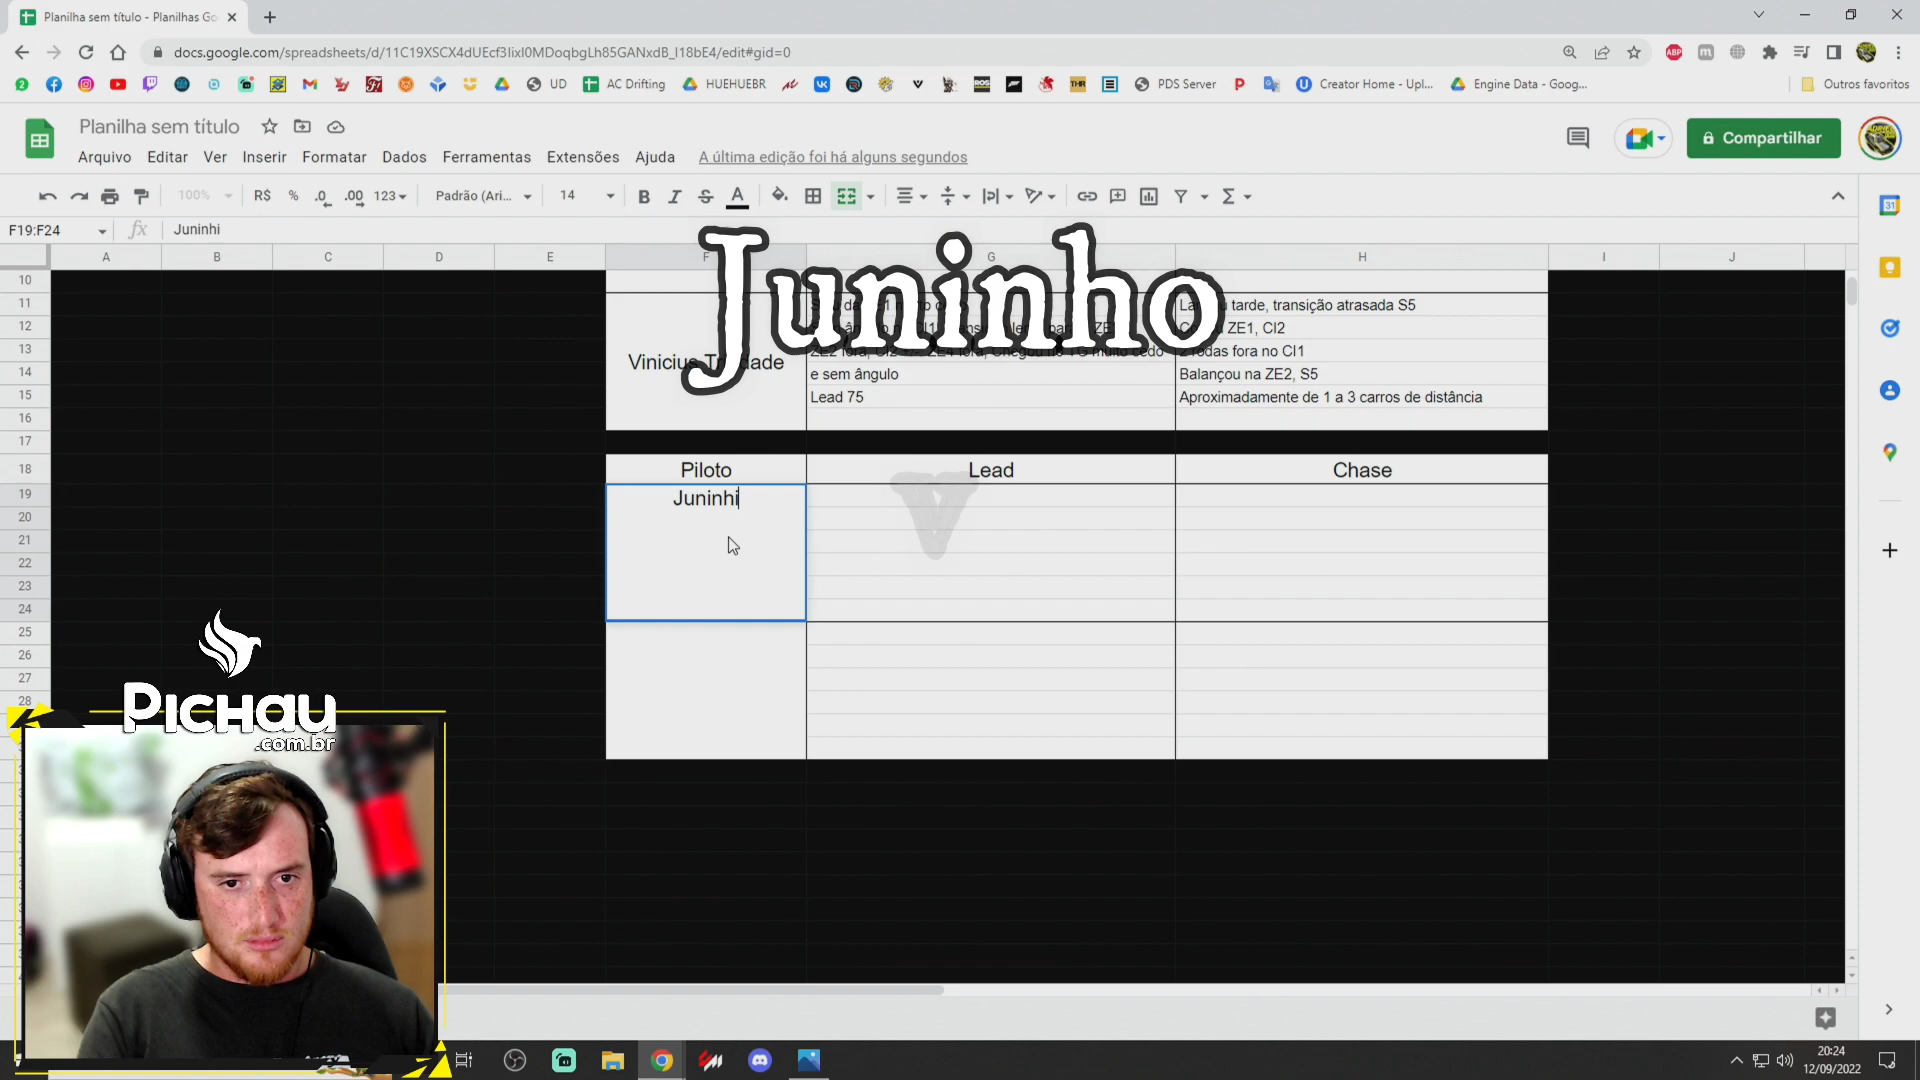 Planilha sem título - Planilhas Go
docs.google.com/spreadsheets/d/11C19XSCX4dUEcf3lixI0MDoqbgLh85GANxdB_I18bE4/edit#gid=0
UD
AC Drifting
HUEHUEBR
PDS Server
Creator Home - Upl...
Engine Data - Goog...
Outros favoritos
Planilha sem título
Compartilhar
Arquivo Editar Ver Inserir Formatar Dados Ferramentas Extensões Ajuda A última edição foi há alguns segundos
100% R$ % .0 .00 123 Padrão (Ari... 14
F19:F24 fx Juninhi
A B C D E F G H I J
Juninho
10
11
12
13
14
15
16
17
18
19
20
21
22
23
24
25
26
27
28
Vinicius
e sem ângulo
Lead 75
tarde, transição atrasada S5
ZE1, CI2
2 rodas fora no CI1
Balançou na ZE2, S5
Aproximadamente de 1 a 3 carros de distância
Piloto Lead Chase
Juninhi
V
PICHAU
.com.br
20:24
12/09/2022